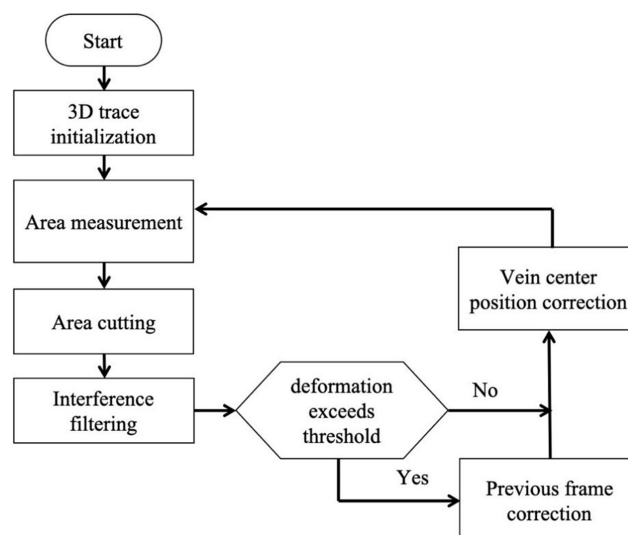 Start
3D trace
initialization
Area measurement
Area cutting
Interference
filtering
deformation
exceeds
threshold
No
Yes
Previous frame
correction
Vein center
position correction